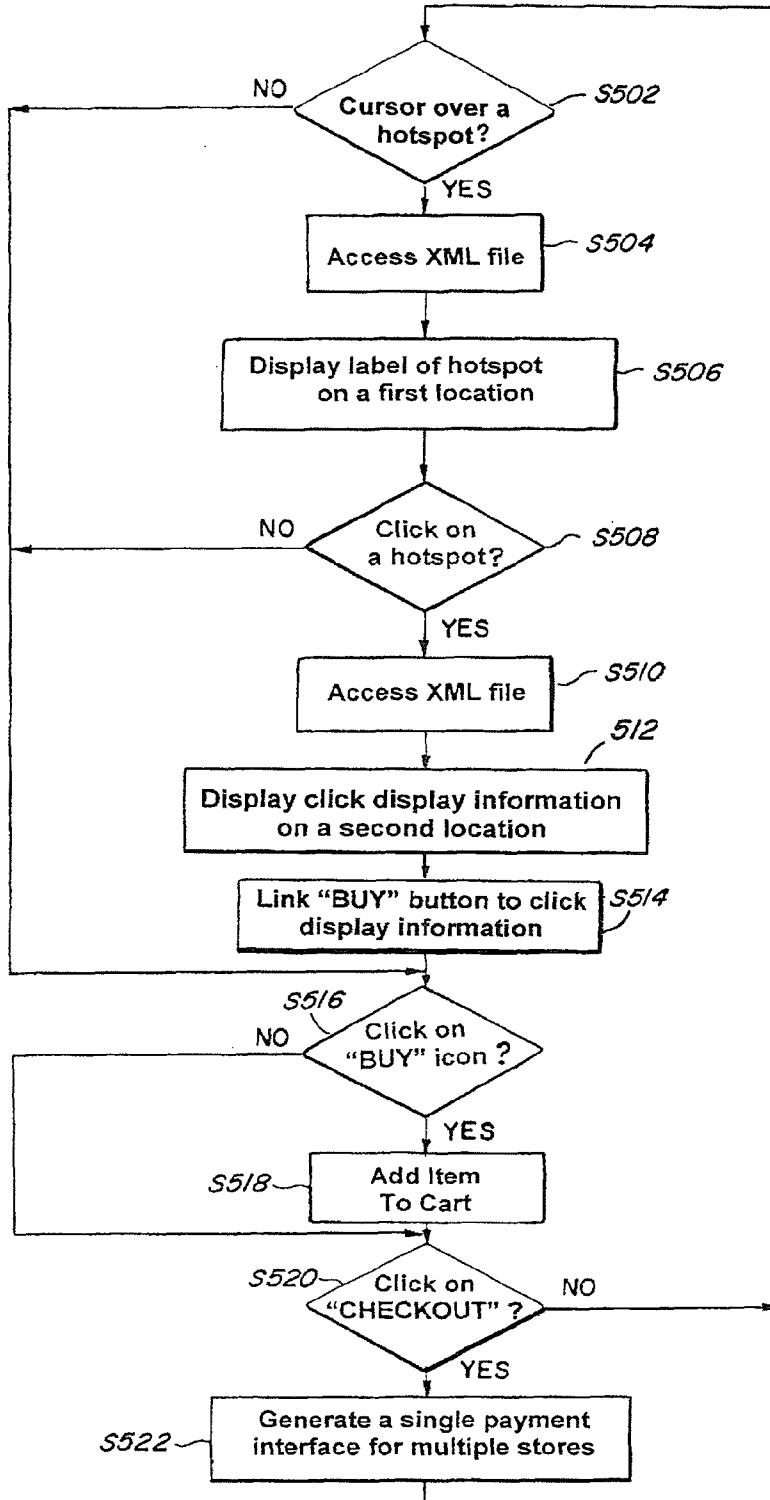 NO
Cursor over a
hotspot?
S502
YES
Access XML file
S504
Display label of hotspot
on a first location
S506
NO
Click on
a hotspot?
S508
YES
Access XML file
S510
512
Display click display information
on a second location
Link “BUY” button to click
display information
S514
S516
NO
Click on
“BUY” icon ?
YES
S518
Add Item
To Cart
S520
Click on
“CHECKOUT” ?
NO
YES
S522
Generate a single payment
interface for multiple stores